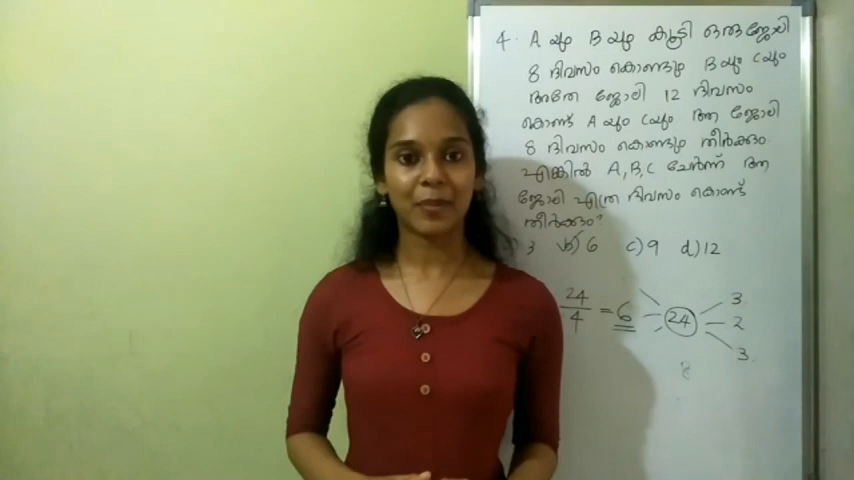 4. A യും B യും കൂട്ടി ഒരു ജോലി
8 ദിവസം കൊണ്ടും B യും C യും
അതേ ജോലി 12 ദിവസം
കൊണ്ട് A യും C യും ആ ജോലി
8 ദിവസം കൊണ്ടും തീർക്കും
എങ്കിൽ A, B, C ചേർന്ന് ആ
ജോലി എത്ര ദിവസം കൊണ്ട്
തീർക്കും?
3 b) 6 c) 9 d) 12
24/4 = 6 24 3
2
3
8